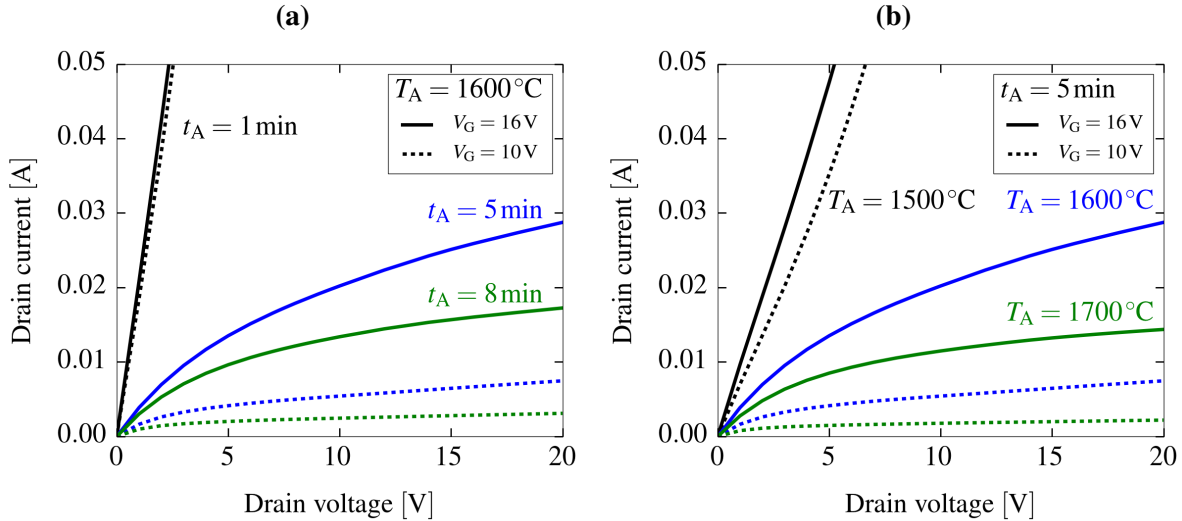 (a)
0.05
0.04
0.03
0.02
0.01
0.00
Drain current [A]
T_A = 1600 °C
V_G = 16 V
V_G = 10 V
t_A = 1 min
t_A = 5 min
t_A = 8 min
0 5 10 15 20
Drain voltage [V]
(b)
0.05
0.04
0.03
0.02
0.01
0.00
Drain current [A]
t_A = 5 min
V_G = 16 V
V_G = 10 V
T_A = 1500 °C
T_A = 1600 °C
T_A = 1700 °C
0 5 10 15 20
Drain voltage [V]